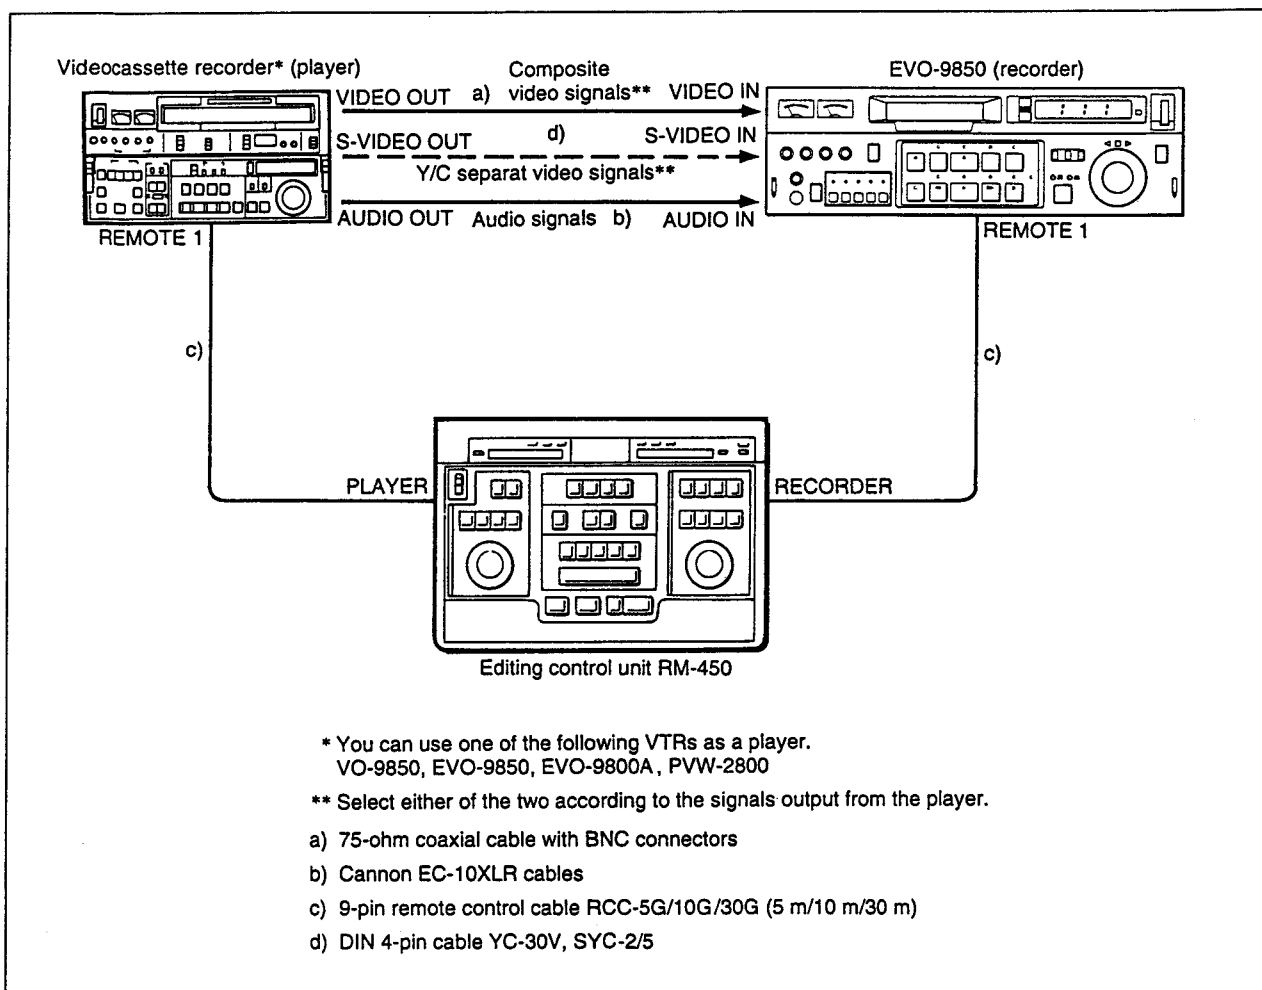 Videocassette recorder* (player)
Composite
EVO-9850 (recorder)
VIDEO OUT a) video signals** VIDEO IN
S-VIDEO OUT d) S-VIDEO IN
Y/C separat video signals**
AUDIO OUT Audio signals b) AUDIO IN
REMOTE 1
REMOTE 1
c)
c)
PLAYER
RECORDER
Editing control unit RM-450
* You can use one of the following VTRs as a player.
VO-9850, EVO-9850, EVO-9800A, PVW-2800
** Select either of the two according to the signals output from the player.
a) 75-ohm coaxial cable with BNC connectors
b) Cannon EC-10XLR cables
c) 9-pin remote control cable RCC-5G/10G/30G (5 m/10 m/30 m)
d) DIN 4-pin cable YC-30V, SYC-2/5